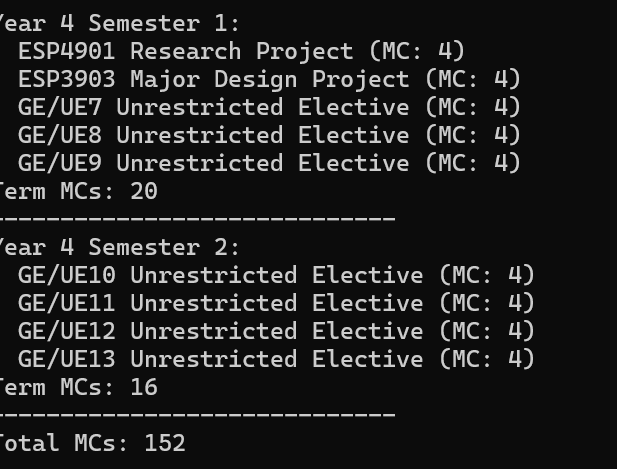 Year 4 Semester 1:
  ESP4901 Research Project (MC: 4)
  ESP3903 Major Design Project (MC: 4)
  GE/UE7 Unrestricted Elective (MC: 4)
  GE/UE8 Unrestricted Elective (MC: 4)
  GE/UE9 Unrestricted Elective (MC: 4)
Term MCs: 20
-----------------------------
Year 4 Semester 2:
  GE/UE10 Unrestricted Elective (MC: 4)
  GE/UE11 Unrestricted Elective (MC: 4)
  GE/UE12 Unrestricted Elective (MC: 4)
  GE/UE13 Unrestricted Elective (MC: 4)
Term MCs: 16
-----------------------------
Total MCs: 152